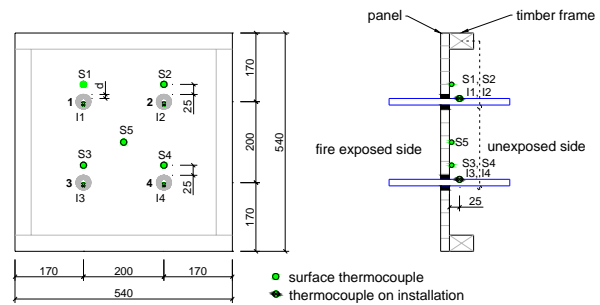 panel
timber frame
S1
S2
d
25
1
2
I1
I2
S5
S3
S4
25
3
4
I3
I4
170
200
170
540
170
200
170
540
S1, S2
I1, I2
S5
fire exposed side
unexposed side
S3, S4
I3, I4
25
surface thermocouple
thermocouple on installation